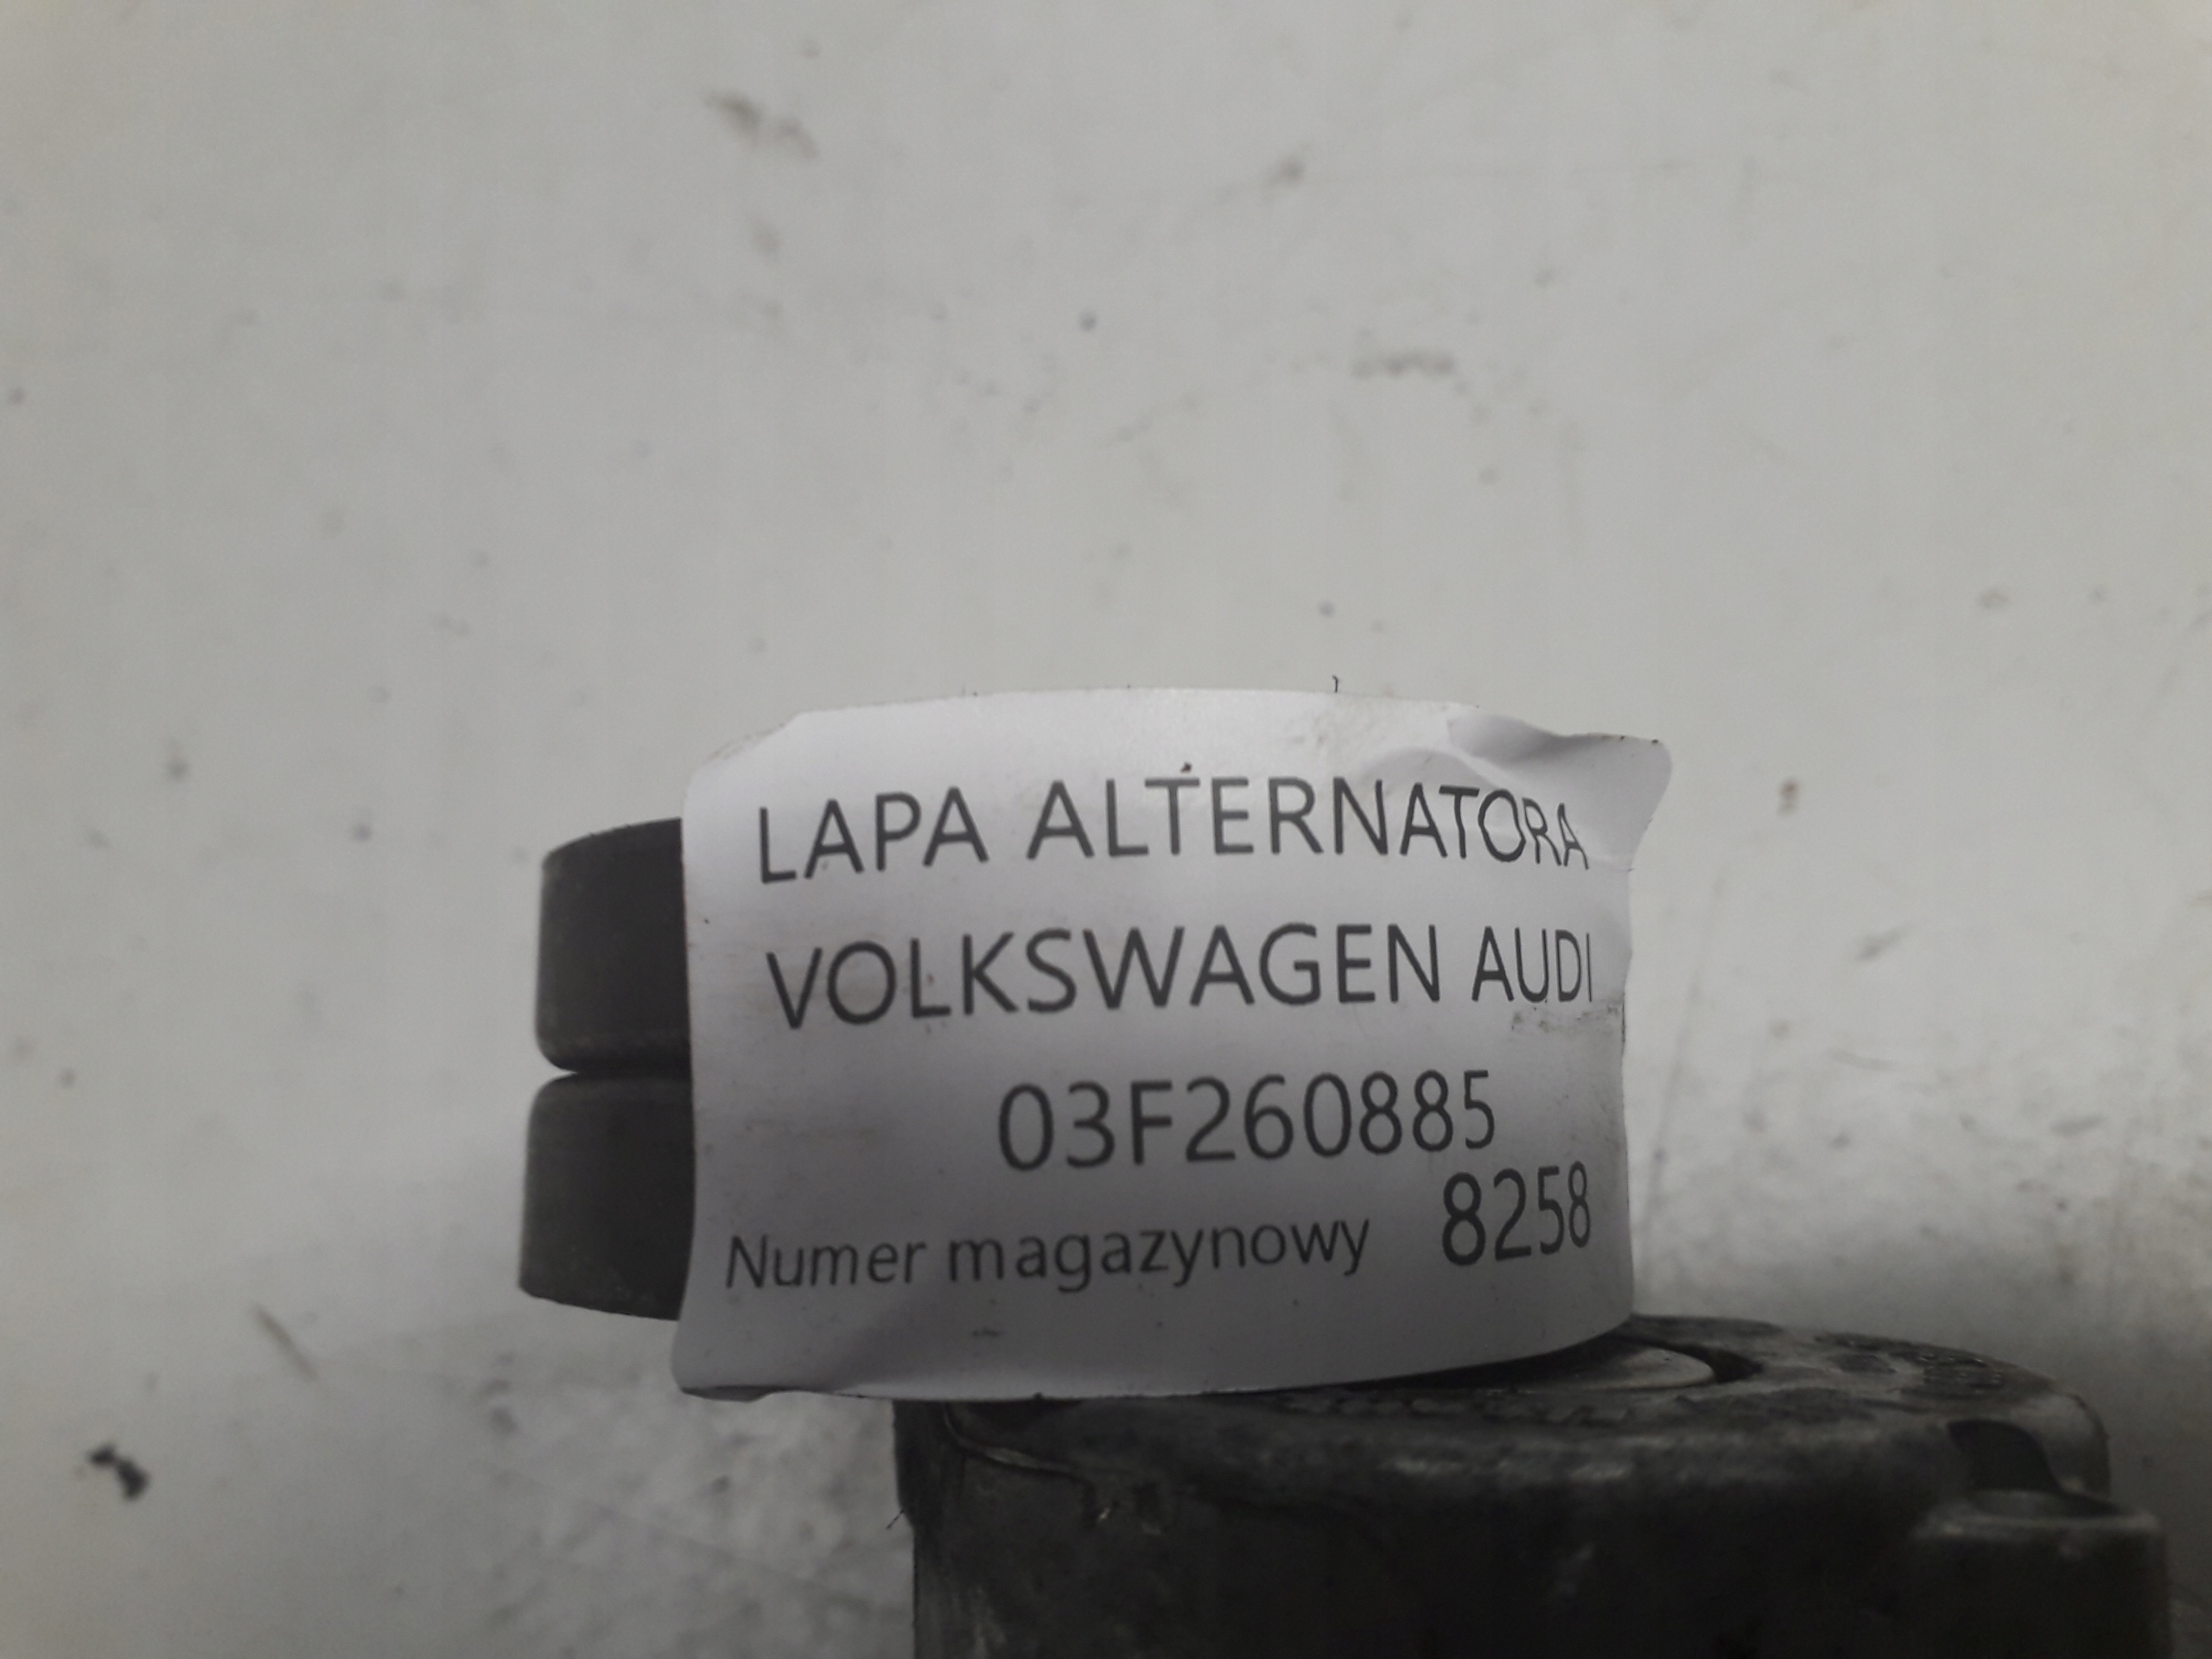 LAPA ALTERNATORA
VOLKSWAGEN AUDI
03F260885
Numer magazynowy 8258